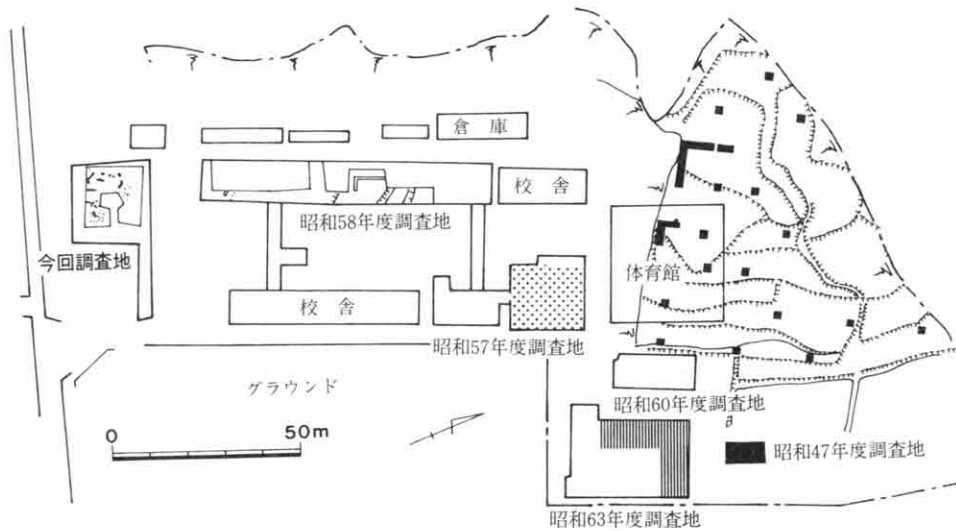 倉庫
校舎
昭和58年度調査地
今回調査地
体育館
校舎
昭和57年度調査地
グラウンド
昭和60年度調査地
0 50m
昭和47年度調査地
昭和63年度調査地